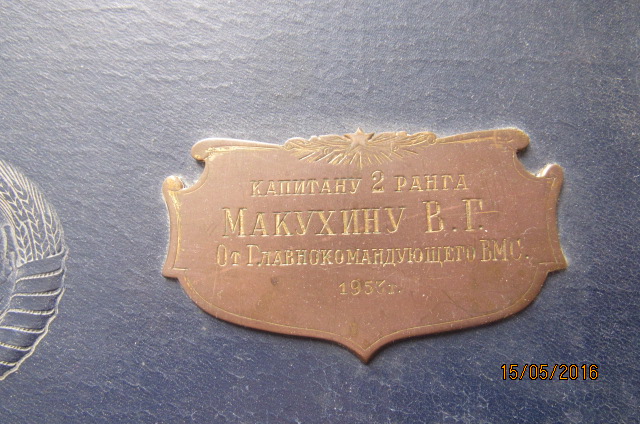 КАПИТАНУ 2 РАНГА
МАКУХИНУ В.Г.
От ГЛАВНОКОМАНДУЮЩЕГО ВМС.
15/05/2016